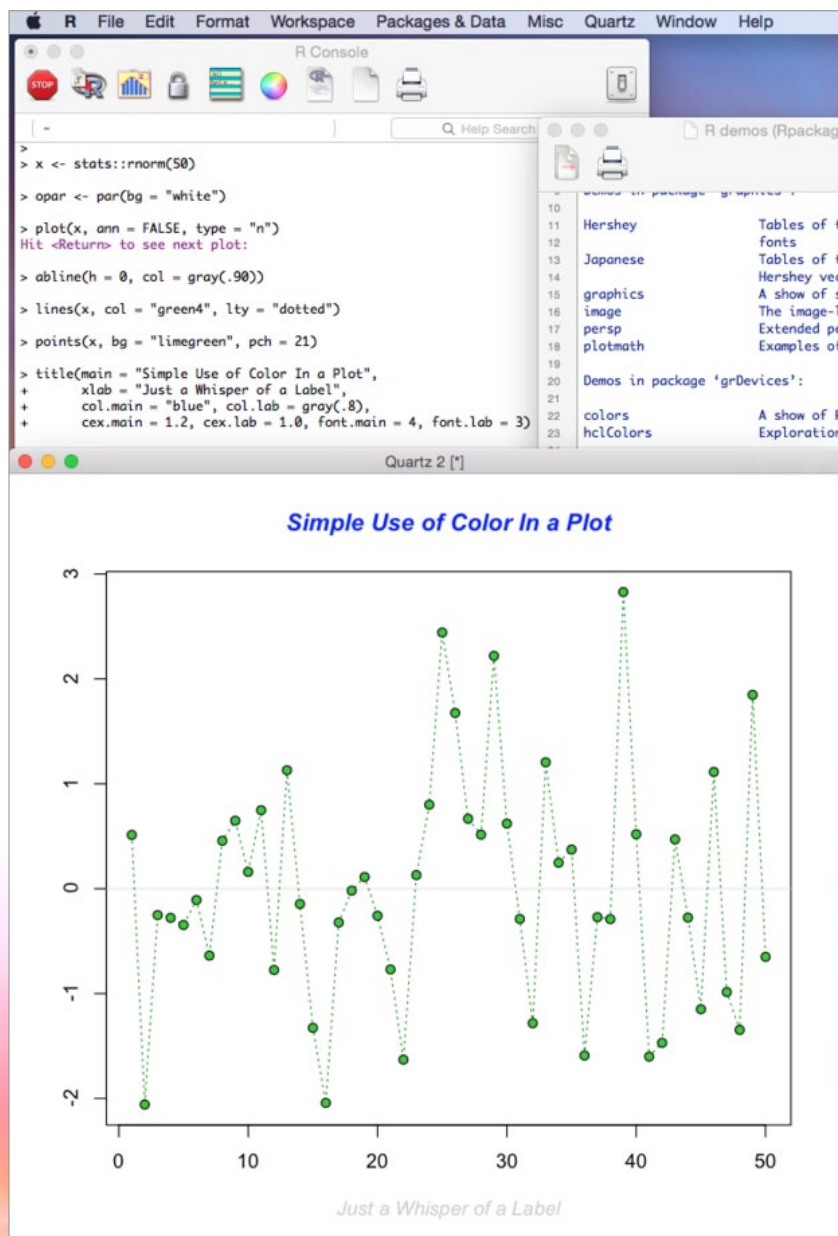 R File Edit Format Workspace Packages & Data Misc Quartz Window Help
R Console
STOP
~
Help Search
>
> x <- stats::rnorm(50)
> opar <- par(bg = "white")
> plot(x, ann = FALSE, type = "n")
Hit <Return> to see next plot:
> abline(h = 0, col = gray(.90))
> lines(x, col = "green4", lty = "dotted")
> points(x, bg = "limegreen", pch = 21)
> title(main = "Simple Use of Color In a Plot",
+ xlab = "Just a Whisper of a Label",
+ col.main = "blue", col.lab = gray(.8),
+ cex.main = 1.2, cex.lab = 1.0, font.main = 4, font.lab = 3)
R demos (Rpackag
10
11 Hershey Tables of
12 fonts
13 Japanese Tables of
14 Hershey
15 graphics A show of
16 image The
17 persp Extended
18 plotmath Examples
19
20 Demos in package ‘grDevices’:
21
22 colors A show of
23 hclColors Exploration
Quartz 2 [*]
Simple Use of Color In a Plot
3
2
1
0
-1
-2
0 10 20 30 40 50
Just a Whisper of a Label